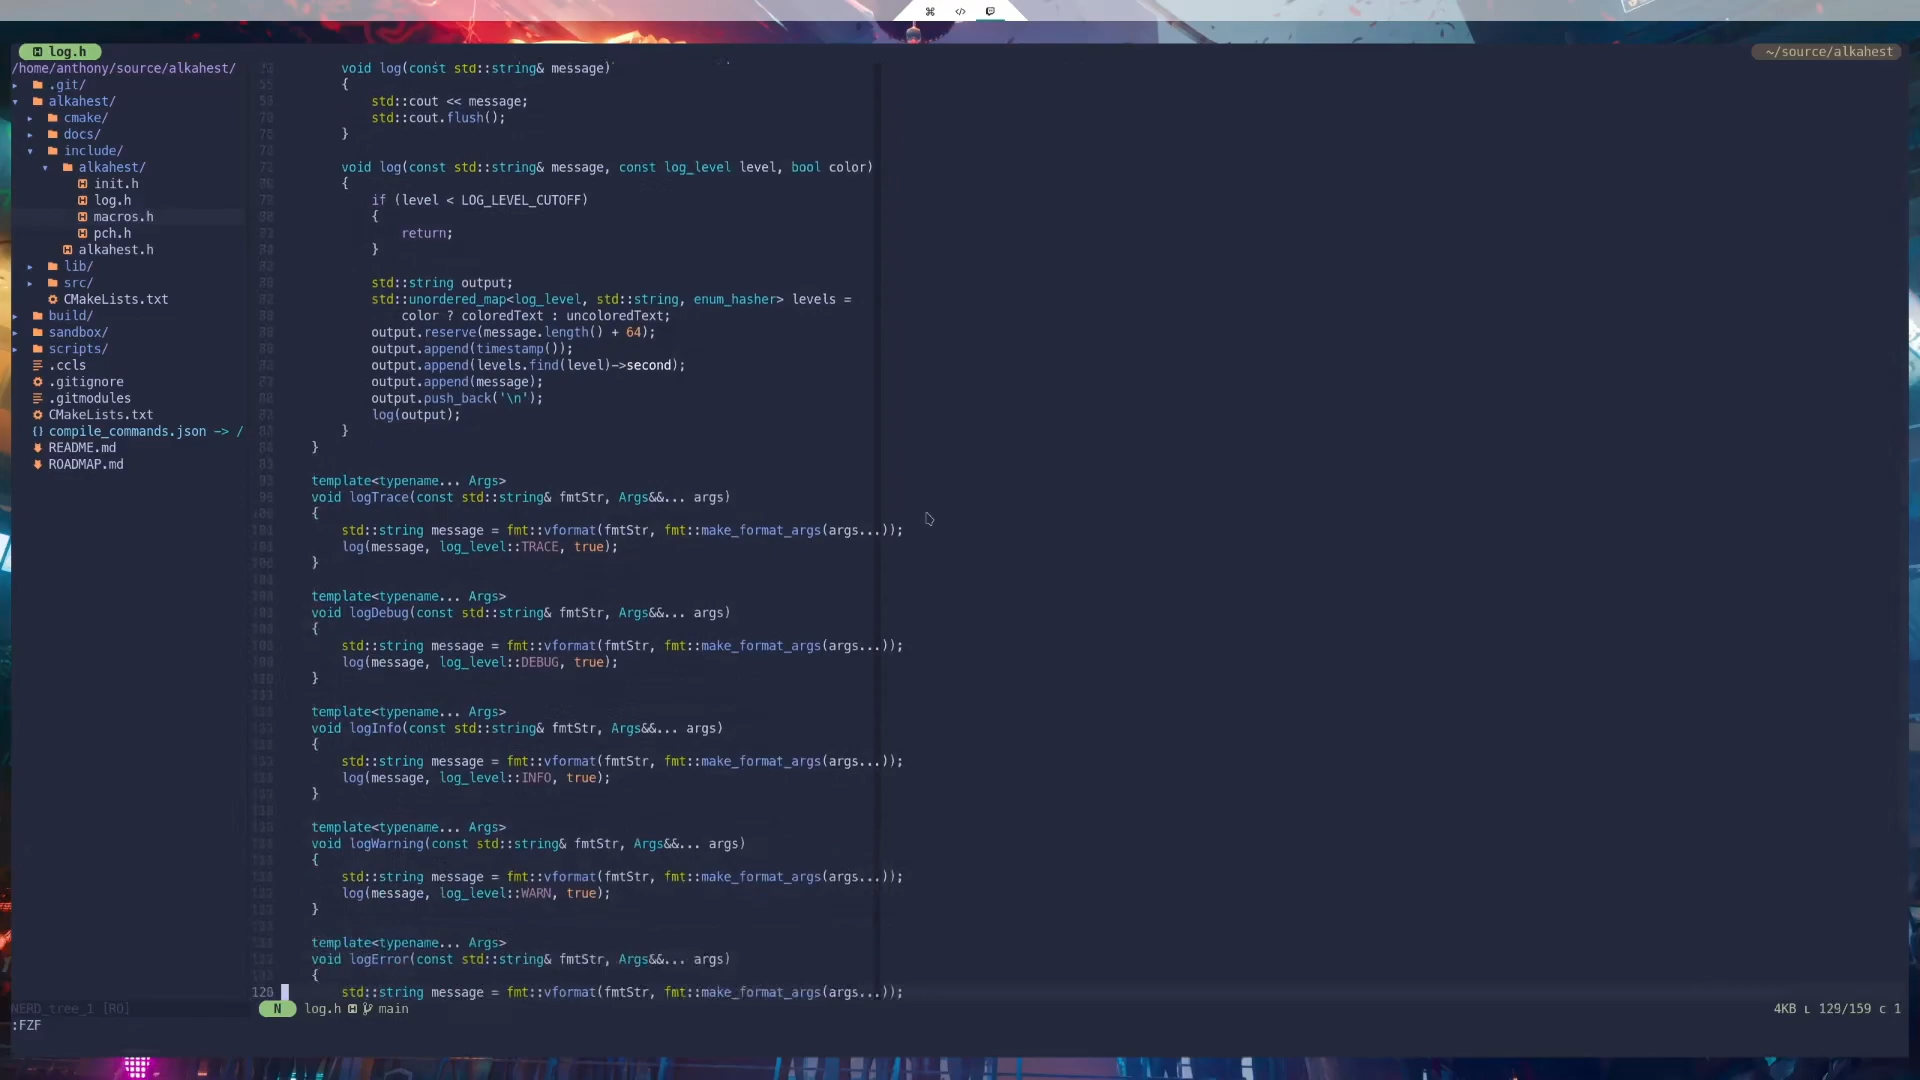 log.h
~/source/alkahest
/home/anthony/source/alkahest/
.git/
alkahest/
cmake/
docs/
include/
alkahest/
init.h
log.h
macros.h
pch.h
alkahest.h
lib/
src/
CMakeLists.txt
build/
sandbox/
scripts/
.ccls
.gitignore
.gitmodules
CMakeLists.txt
compile_commands.json -> /
README.md
ROADMAP.md
void log(const std::string& message)
{
std::cout << message;
std::cout.flush();
}
void log(const std::string& message, const log_level level, bool color)
{
if (level < LOG_LEVEL_CUTOFF)
{
return;
}
std::string output;
std::unordered_map<log_level, std::string, enum_hasher> levels =
color ? coloredText : uncoloredText;
output.reserve(message.length() + 64);
output.append(timestamp());
output.append(levels.find(level)->second);
output.append(message);
output.push_back('\n');
log(output);
}
}
template<typename... Args>
void logTrace(const std::string& fmtStr, Args&&... args)
{
std::string message = fmt::vformat(fmtStr, fmt::make_format_args(args...));
log(message, log_level::TRACE, true);
}
template<typename... Args>
void logDebug(const std::string& fmtStr, Args&&... args)
{
std::string message = fmt::vformat(fmtStr, fmt::make_format_args(args...));
log(message, log_level::DEBUG, true);
}
template<typename... Args>
void logInfo(const std::string& fmtStr, Args&&... args)
{
std::string message = fmt::vformat(fmtStr, fmt::make_format_args(args...));
log(message, log_level::INFO, true);
}
template<typename... Args>
void logWarning(const std::string& fmtStr, Args&&... args)
{
std::string message = fmt::vformat(fmtStr, fmt::make_format_args(args...));
log(message, log_level::WARN, true);
}
template<typename... Args>
void logError(const std::string& fmtStr, Args&&... args)
{
std::string message = fmt::vformat(fmtStr, fmt::make_format_args(args...));
NERD_tree_1 [RO]
N log.h main
4KB L 129/159 c 1
:FZF